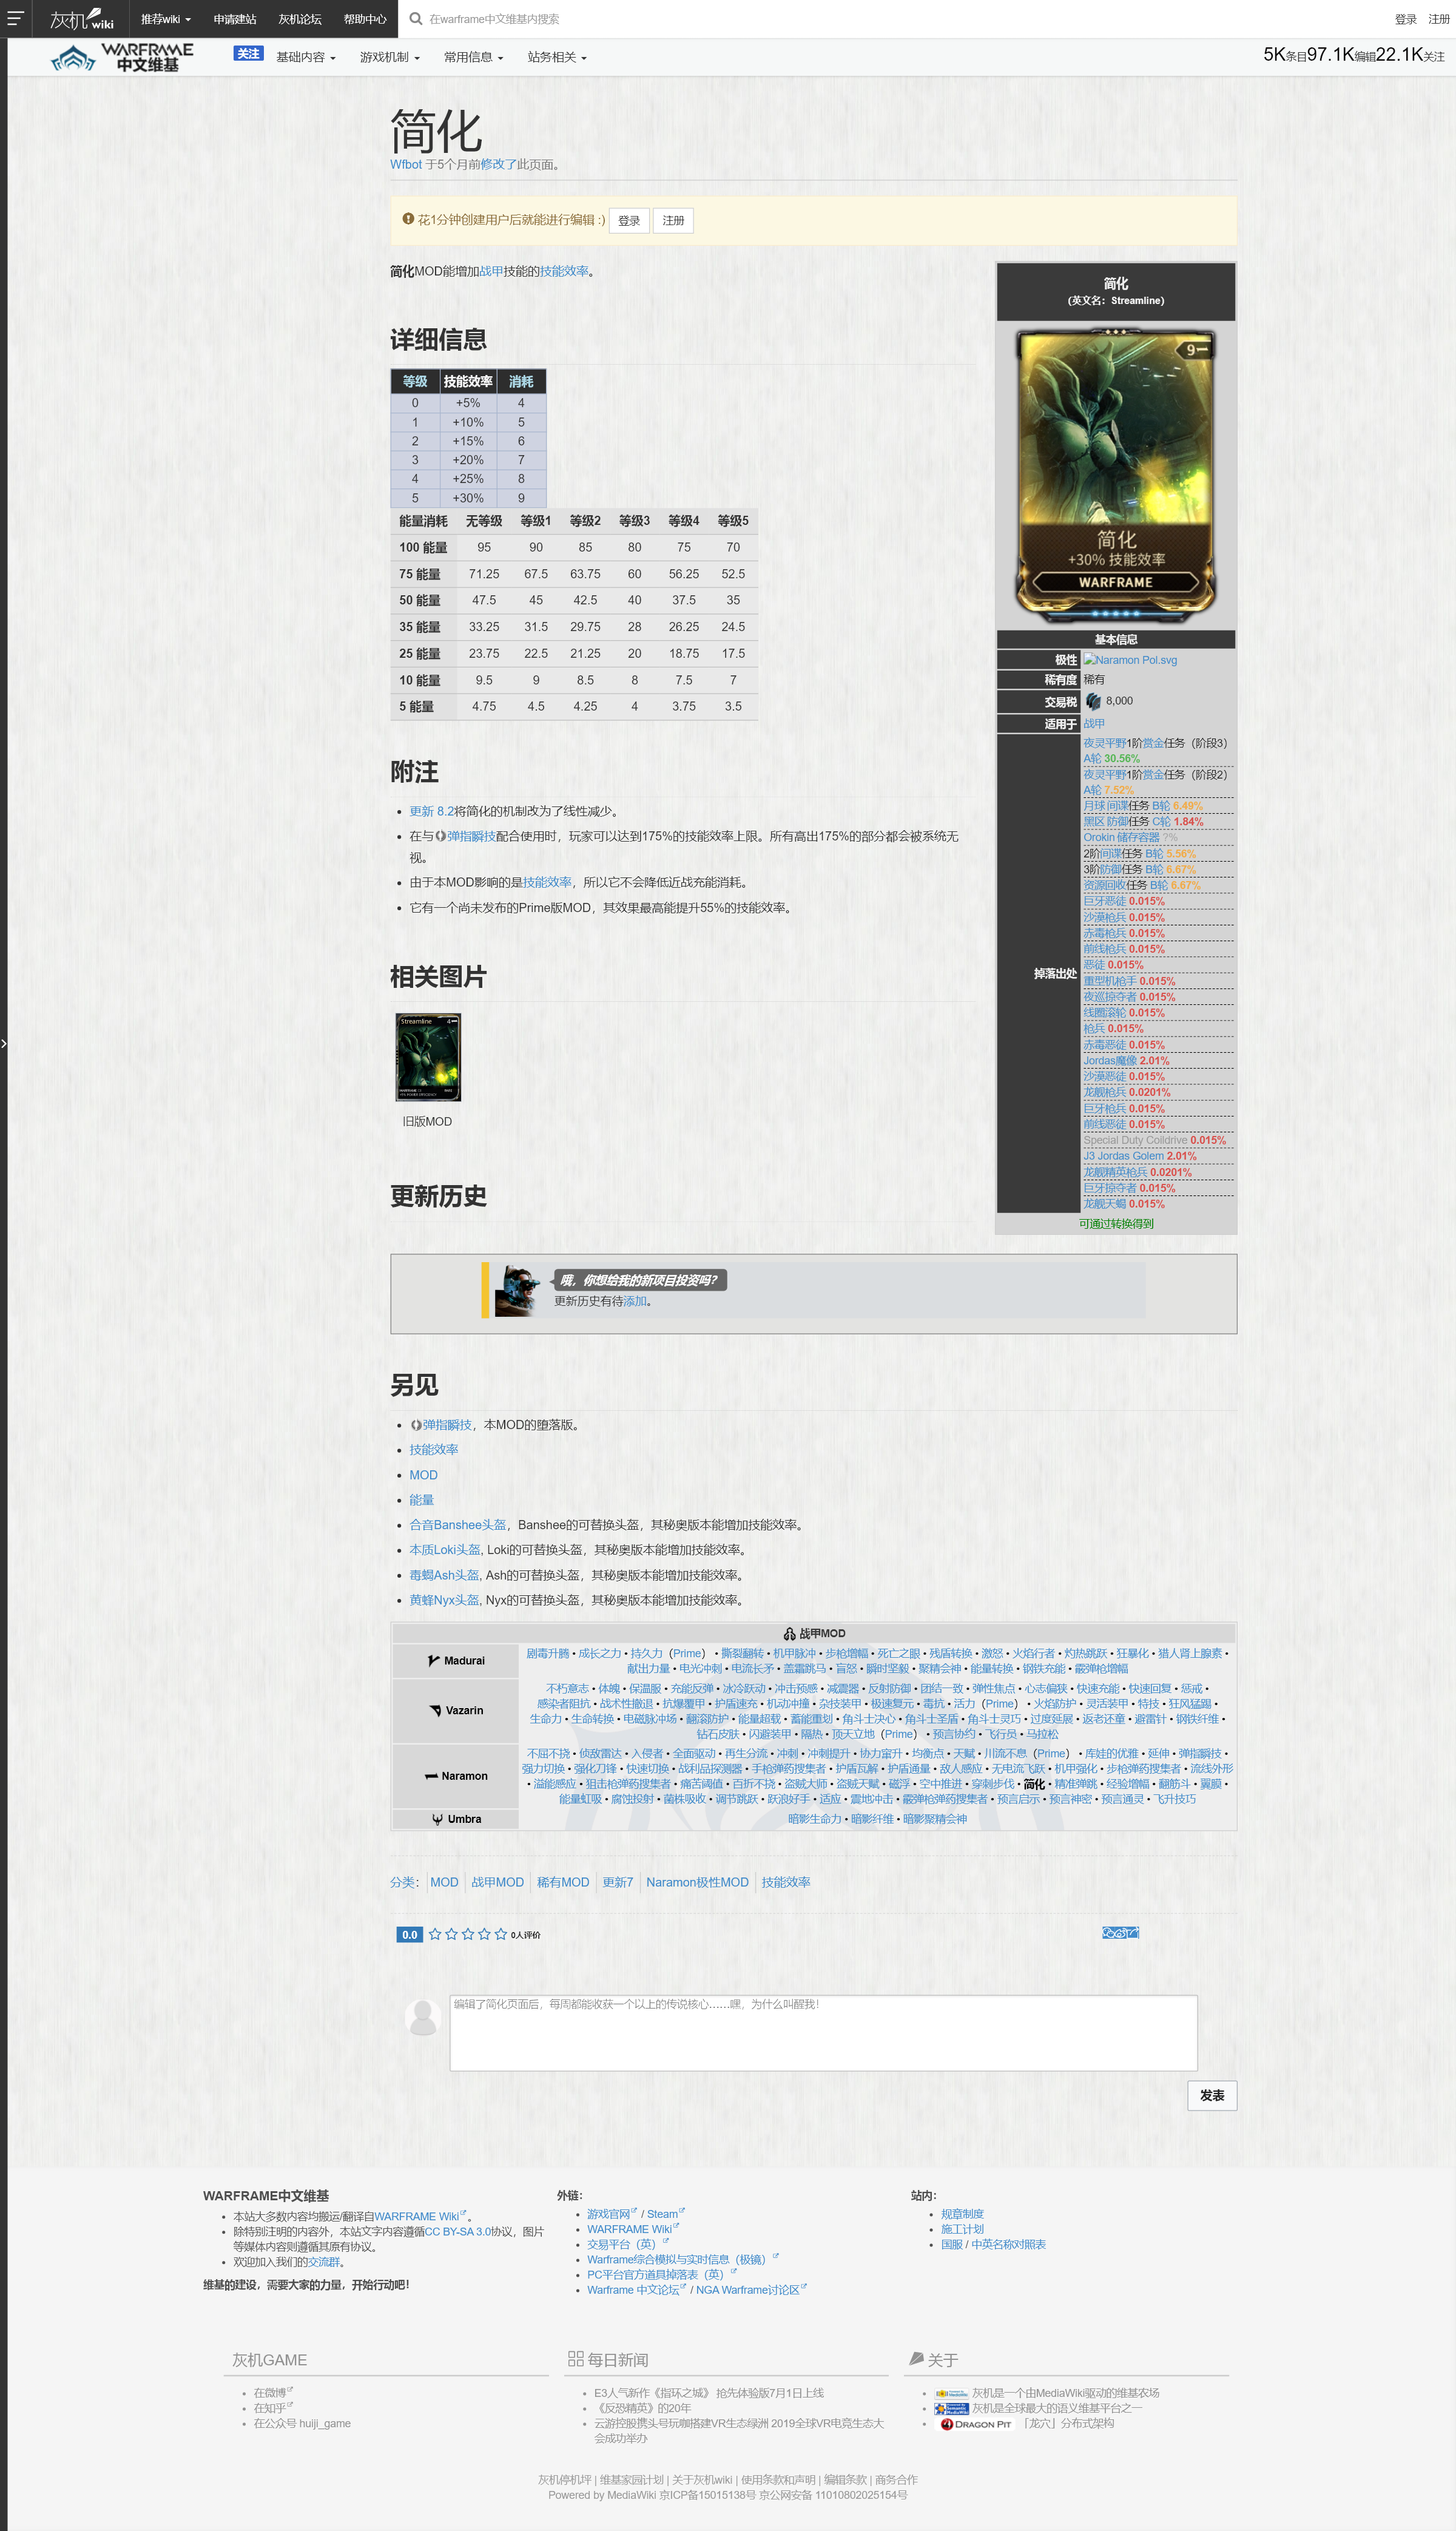 灰机wiki 推荐wiki 申请建站 灰机论坛 帮助中心 在warframe中文维基内搜索 登录 注册
WARFRAME 中文维基 关注 基础内容 游戏机制 常用信息 站务相关 5K条目97.1K编辑22.1K关注
简化
Wfbot 于5个月前修改了此页面。
花1分钟创建用户后就能进行编辑 :) 登录 注册
简化MOD能增加战甲技能的技能效率。
详细信息
等级 技能效率 消耗
0 +5% 4
1 +10% 5
2 +15% 6
3 +20% 7
4 +25% 8
5 +30% 9
能量消耗 无等级 等级1 等级2 等级3 等级4 等级5
100 能量 95 90 85 80 75 70
75 能量 71.25 67.5 63.75 60 56.25 52.5
50 能量 47.5 45 42.5 40 37.5 35
35 能量 33.25 31.5 29.75 28 26.25 24.5
25 能量 23.75 22.5 21.25 20 18.75 17.5
10 能量 9.5 9 8.5 8 7.5 7
5 能量 4.75 4.5 4.25 4 3.75 3.5
附注
更新 8.2将简化的机制改为了线性减少。
在与弹指瞬技配合使用时，玩家可以达到175%的技能效率上限。所有高出175%的部分都会被系统无
视。
由于本MOD影响的是技能效率，所以它不会降低近战充能消耗。
它有一个尚未发布的Prime版MOD，其效果最高能提升55%的技能效率。
相关图片
Streamline 4
旧版MOD
更新历史
简化
(英文名：Streamline)
9
简化
+30% 技能效率
WARFRAME
基本信息
极性 Naramon Pol.svg
稀有度 稀有
交易税 8,000
适用于 战甲
掉落出处
夜灵平野1阶赏金任务（阶段3）
A轮 30.56%
夜灵平野1阶赏金任务（阶段2）
A轮 7.52%
月球 间谍任务 B轮 6.49%
黑区 防御任务 C轮 1.84%
Orokin 储存容器 ?%
2阶间谍任务 B轮 5.56%
3阶防御任务 B轮 6.67%
资源回收任务 B轮 6.67%
巨牙恶徒 0.015%
沙漠枪兵 0.015%
赤毒枪兵 0.015%
前线枪兵 0.015%
恶徒 0.015%
重型机枪手 0.015%
夜巡掠夺者 0.015%
线圈滚轮 0.015%
枪兵 0.015%
赤毒恶徒 0.015%
Jordas魔像 2.01%
沙漠恶徒 0.015%
龙舰枪兵 0.0201%
巨牙枪兵 0.015%
前线恶徒 0.015%
Special Duty Coildrive 0.015%
J3 Jordas Golem 2.01%
龙舰精英枪兵 0.0201%
巨牙掠夺者 0.015%
龙舰天蝎 0.015%
可通过转换得到
哦，你想给我的新项目投资吗？
更新历史有待添加。
另见
弹指瞬技，本MOD的堕落版。
技能效率
MOD
能量
合音Banshee头盔，Banshee的可替换头盔，其秘奥版本能增加技能效率。
本质Loki头盔, Loki的可替换头盔，其秘奥版本能增加技能效率。
毒蝎Ash头盔, Ash的可替换头盔，其秘奥版本能增加技能效率。
黄蜂Nyx头盔, Nyx的可替换头盔，其秘奥版本能增加技能效率。
战甲MOD
Madurai
剧毒升腾 • 成长之力 • 持久力（Prime） • 撕裂翻转 • 机甲脉冲 • 步枪增幅 • 死亡之眼 • 残盾转换 • 激怒 • 火焰行者 • 灼热跳跃 • 狂暴化 • 猎人肾上腺素 •
献出力量 • 电光冲刺 • 电流长矛 • 盖霜跳马 • 盲怒 • 瞬时坚毅 • 聚精会神 • 能量转换 • 钢铁充能 • 霰弹枪增幅
Vazarin
不朽意志 • 体魄 • 保温服 • 充能反弹 • 冰冷跃动 • 冲击预感 • 减震器 • 反射防御 • 团结一致 • 弹性焦点 • 心志偏狭 • 快速充能 • 快速回复 • 惩戒 •
感染者阻抗 • 战术性撤退 • 抗爆覆甲 • 护盾速充 • 机动冲撞 • 杂技装甲 • 极速复元 • 毒抗 • 活力（Prime） • 火焰防护 • 灵活装甲 • 特技 • 狂风猛踢 •
生命力 • 生命转换 • 电磁脉冲场 • 翻滚防护 • 能量超载 • 蓄能重划 • 角斗士决心 • 角斗士圣盾 • 角斗士灵巧 • 过度延展 • 返老还童 • 避雷针 • 钢铁纤维 •
钻石皮肤 • 闪避装甲 • 隔热 • 顶天立地（Prime） • 预言协约 • 飞行员 • 马拉松
Naramon
不屈不挠 • 侦敌雷达 • 入侵者 • 全面驱动 • 再生分流 • 冲刺 • 冲刺提升 • 协力窜升 • 均衡点 • 天赋 • 川流不息（Prime） • 库娃的优雅 • 延伸 • 弹指瞬技 •
强力切换 • 强化刀锋 • 快速切换 • 战利品探测器 • 手枪弹药搜集者 • 护盾瓦解 • 护盾通量 • 敌人感应 • 无电流飞跃 • 机甲强化 • 步枪弹药搜集者 • 流线外形
• 溢能感应 • 狙击枪弹药搜集者 • 痛苦阈值 • 百折不挠 • 盗贼大师 • 盗贼天赋 • 磁浮 • 空中推进 • 穿刺步伐 • 简化 • 精准弹跳 • 经验增幅 • 翻筋斗 • 翼膜 •
能量虹吸 • 腐蚀投射 • 菌株吸收 • 调节跳跃 • 跃浪好手 • 适应 • 震地冲击 • 霰弹枪弹药搜集者 • 预言启示 • 预言神密 • 预言通灵 • 飞升技巧
Umbra
暗影生命力 • 暗影纤维 • 暗影聚精会神
分类： MOD 战甲MOD 稀有MOD 更新7 Naramon极性MOD 技能效率
0.0 0人评价
编辑了简化页面后，每周都能收获一个以上的传说核心……嘿，为什么叫醒我！
发表
WARFRAME中文维基
本站大多数内容均搬运/翻译自WARFRAME Wiki。
除特别注明的内容外，本站文字内容遵循CC BY-SA 3.0协议，图片
等媒体内容则遵循其原有协议。
欢迎加入我们的交流群。
维基的建设，需要大家的力量，开始行动吧！
外链：
游戏官网 / Steam
WARFRAME Wiki
交易平台（英）
Warframe综合模拟与实时信息（极镜）
PC平台官方道具掉落表（英）
Warframe 中文论坛 / NGA Warframe讨论区
站内：
规章制度
施工计划
国服 / 中英名称对照表
灰机GAME
在微博
在知乎
在公众号 huiji_game
每日新闻
E3人气新作《指环之城》 抢先体验版7月1日上线
《反恐精英》的20年
云游控股携头号玩咖搭建VR生态绿洲 2019全球VR电竞生态大
会成功举办
关于
灰机是一个由MediaWiki驱动的维基农场
灰机是全球最大的语义维基平台之一
DRAGON PIT 「龙穴」分布式架构
灰机停机坪 | 维基家园计划 | 关于灰机wiki | 使用条款和声明 | 编辑条款 | 商务合作
Powered by MediaWiki 京ICP备15015138号 京公网安备 11010802025154号